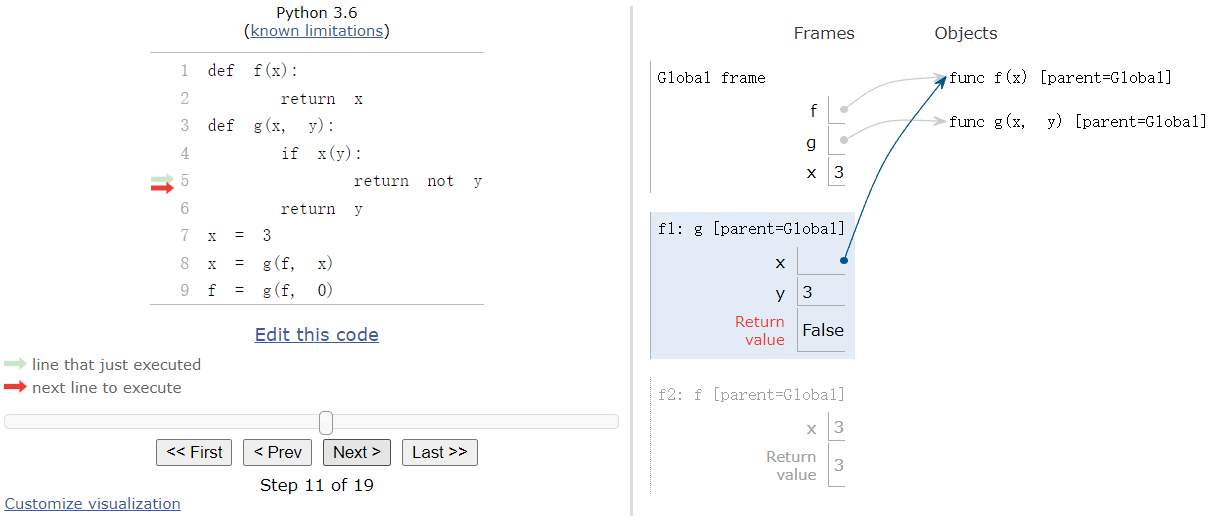 Python 3.6
(known limitations)
1 def f(x):
2 return x
3 def g(x, y):
4 if x(y):
5 return not y
6 return y
7 x = 3
8 x = g(f, x)
9 f = g(f, 0)
Edit this code
line that just executed
next line to execute
<< First < Prev Next > Last >>
Step 11 of 19
Customize visualization
Frames Objects
Global frame
f
g
x 3
func f(x) [parent=Global]
func g(x, y) [parent=Global]
f1: g [parent=Global]
x
y 3
Return
value False
f2: f [parent=Global]
x 3
Return
value 3